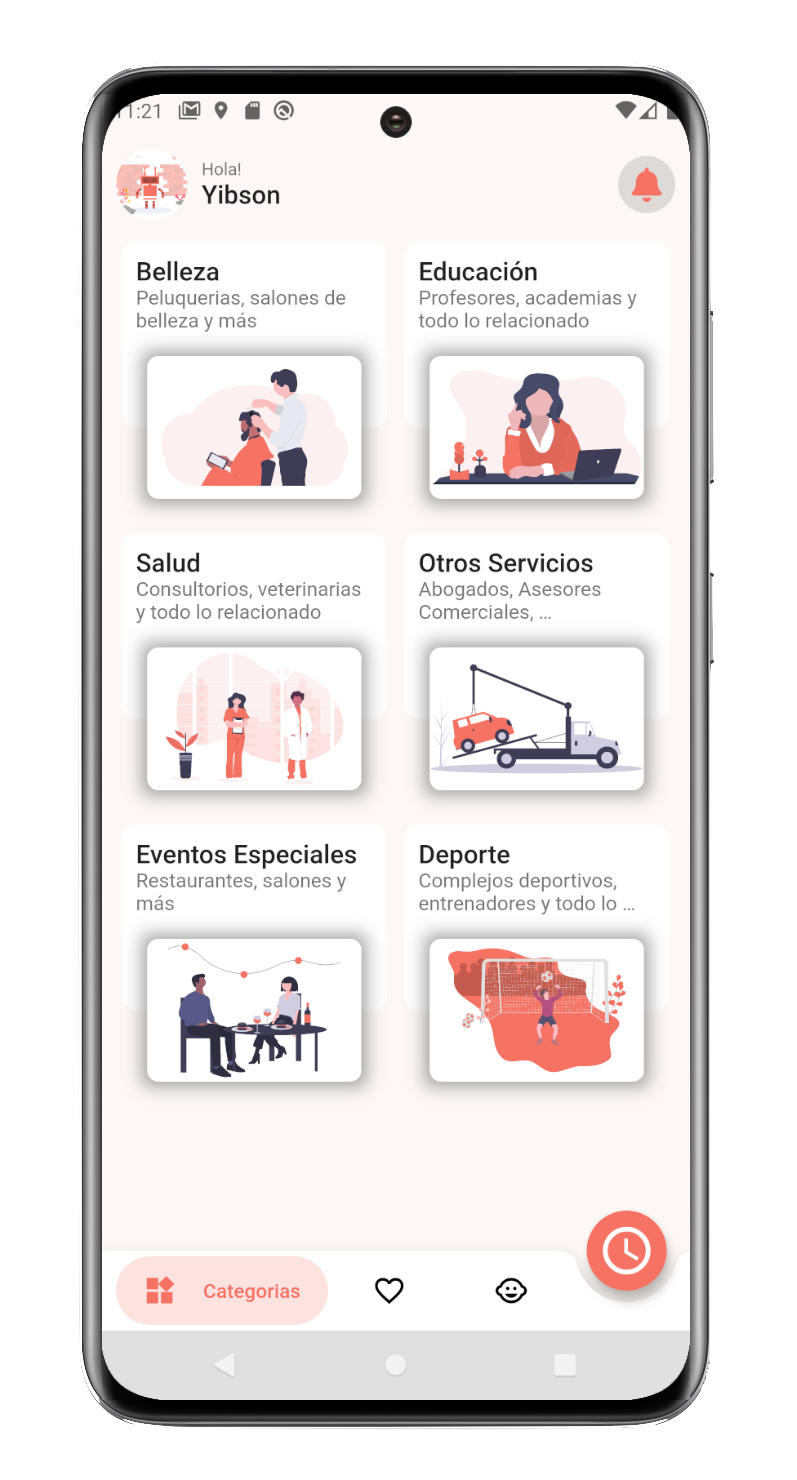 11:21
Hola!
Yibson
Belleza
Peluquerias, salones de
belleza y más
Educación
Profesores, academias y
todo lo relacionado
Salud
Consultorios, veterinarias
y todo lo relacionado
Otros Servicios
Abogados, Asesores
Comerciales, ...
Eventos Especiales
Restaurantes, salones y
más
Deporte
Complejos deportivos,
entrenadores y todo lo ...
Categorias